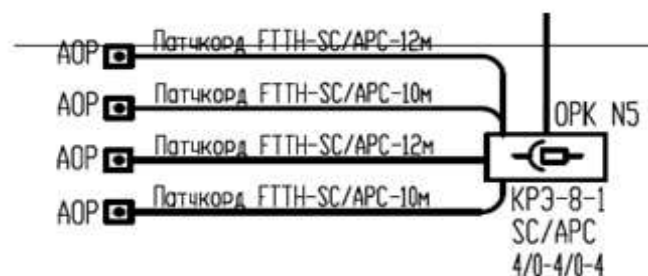 АОР Патчкорд FTTH-SC/APC-12м
АОР Патчкорд FTTH-SC/APC-10м
ОРК N5
АОР Патчкорд FTTH-SC/APC-12м
АОР Патчкорд FTTH-SC/APC-10м
КРЭ-8-1
SC/APC
4/0-4/0-4